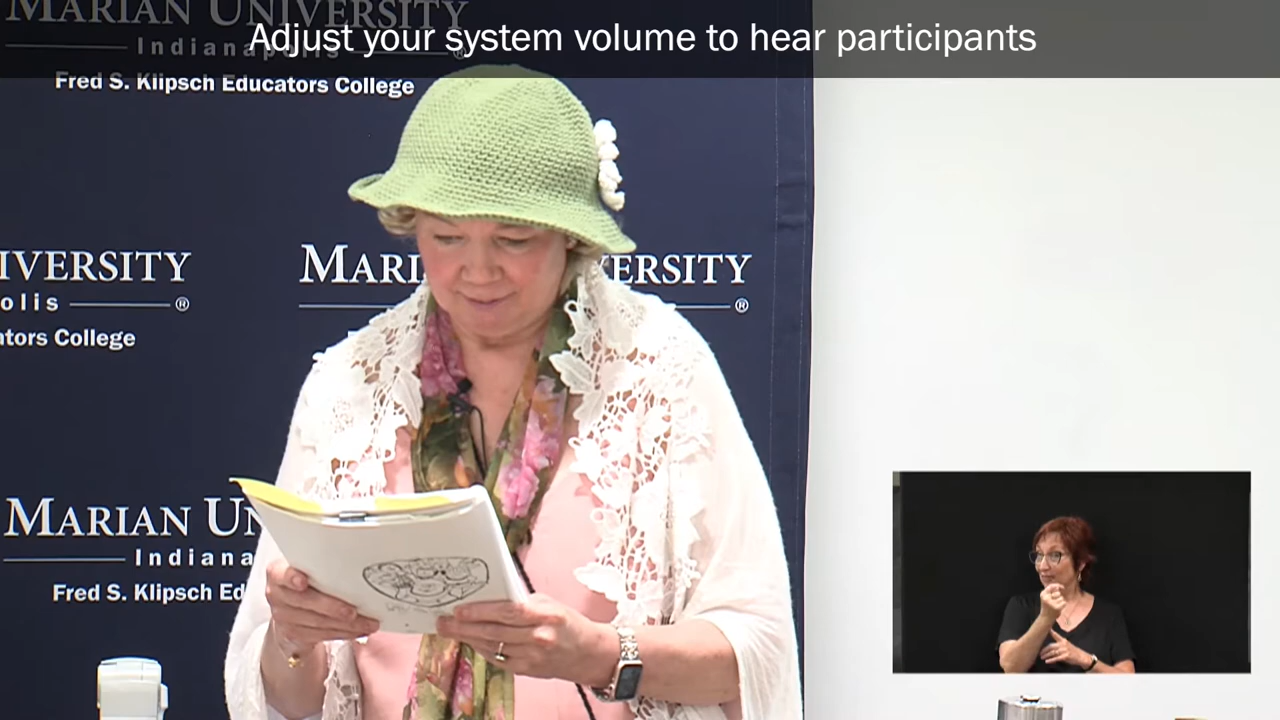 MARIAN UNIVERSITY
Adjust your system volume to hear participants
Indianapolis
Fred S. Klipsch Educators College
IVERSITY
olis ®
ators College
MARI ERSITY
®
MARIAN UN
Indiana
Fred S. Klipsch Ed